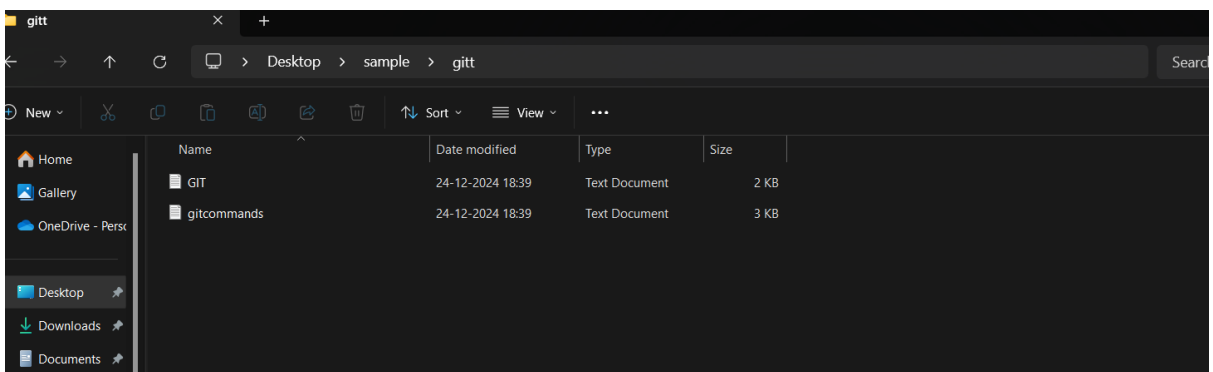 gitt
Desktop > sample > gitt
Searc
New
Sort
View
Home
Gallery
OneDrive - Perso
Desktop
Downloads
Documents
Name Date modified Type Size
GIT 24-12-2024 18:39 Text Document 2 KB
gitcommands 24-12-2024 18:39 Text Document 3 KB